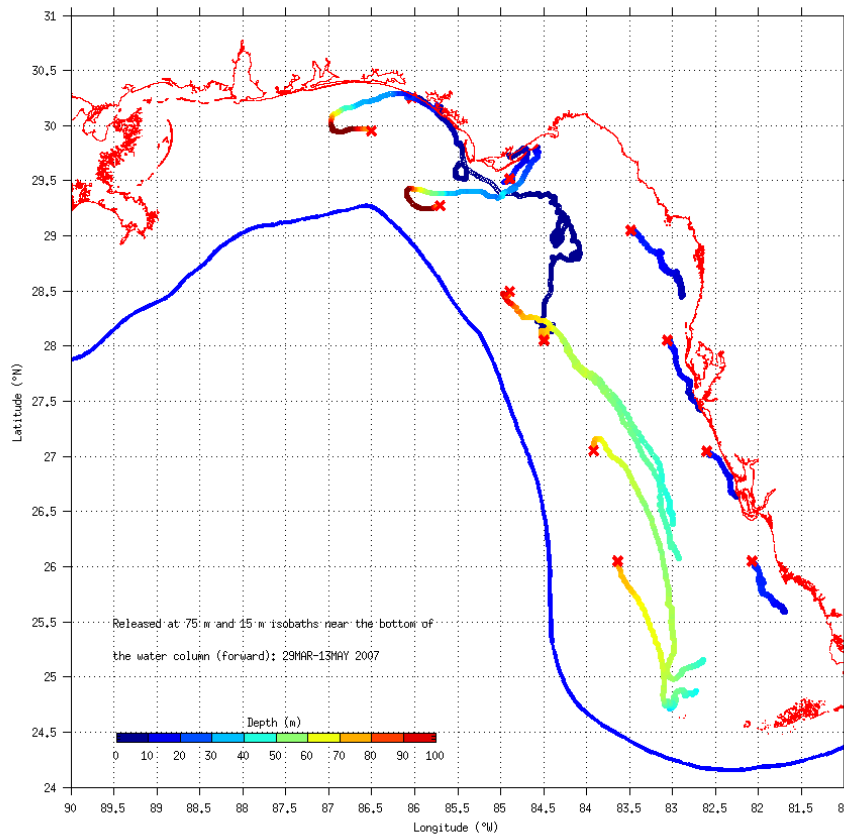 31
30.5
30
29.5
29
28.5
28
27.5
27
26.5
26
25.5
25
24.5
24
Latitude (°N)
Released at 75 m and 15 m isobaths near the bottom of
the water column (forward): 29MAR-13MAY 2007
Depth (m)
0 10 20 30 40 50 60 70 80 90 100
90 89.5 89 88.5 88 87.5 87 86.5 86 85.5 85 84.5 84 83.5 83 82.5 82 81.5 8
Longitude (°W)